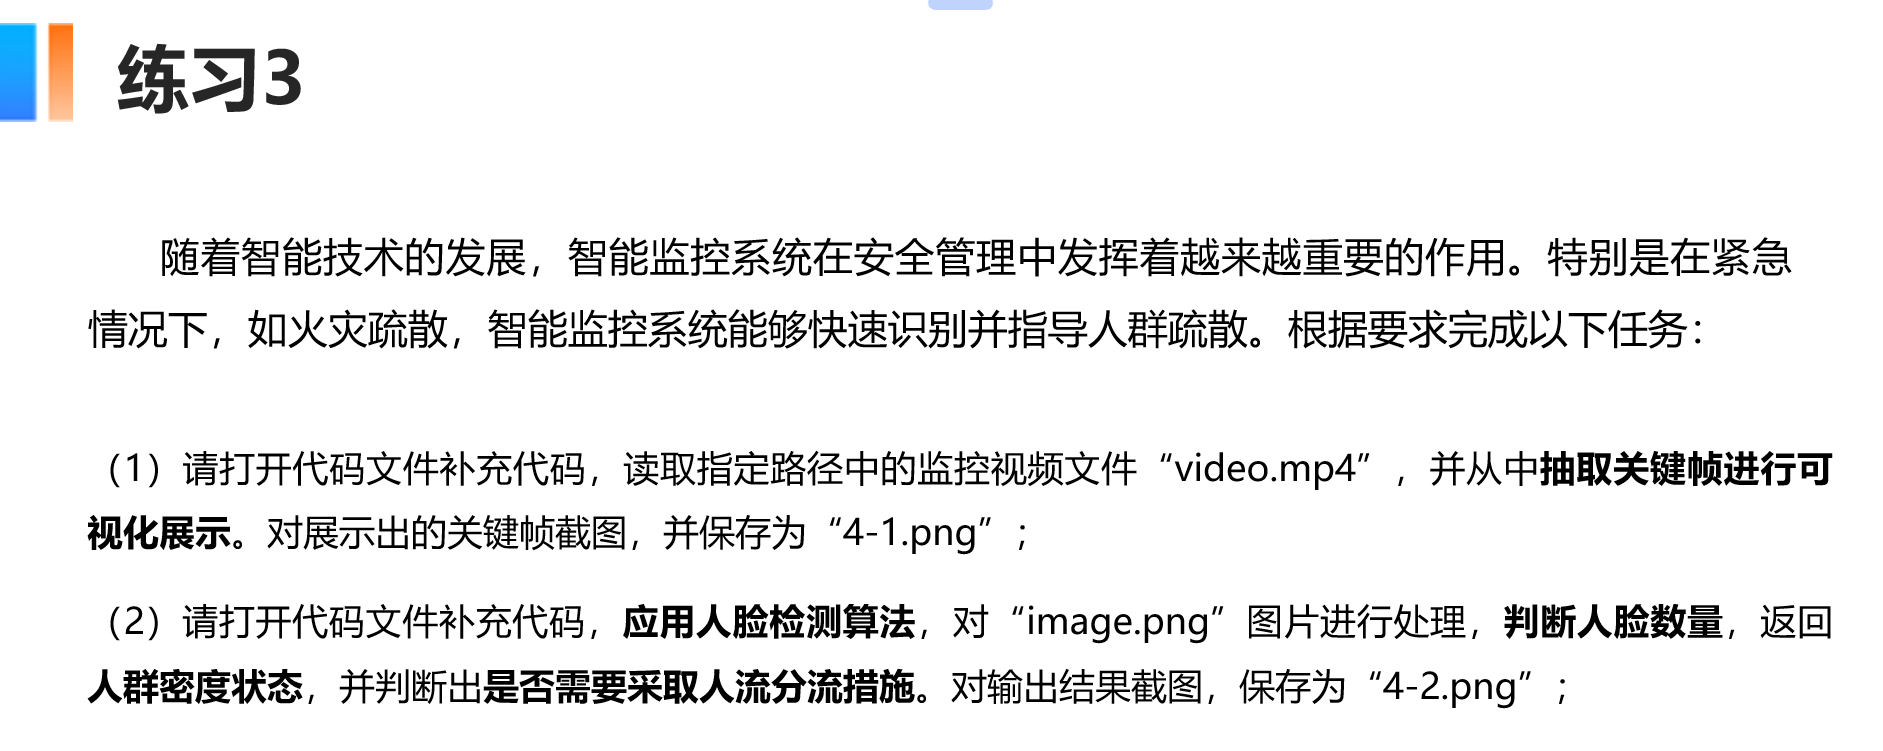 练习3
随着智能技术的发展，智能监控系统在安全管理中发挥着越来越重要的作用。特别是在紧急
情况下，如火灾疏散，智能监控系统能够快速识别并指导人群疏散。根据要求完成以下任务：
（1）请打开代码文件补充代码，读取指定路径中的监控视频文件“video.mp4”，并从中抽取关键帧进行可
视化展示。对展示出的关键帧截图，并保存为“4-1.png”；
（2）请打开代码文件补充代码，应用人脸检测算法，对“image.png”图片进行处理，判断人脸数量，返回
人群密度状态，并判断出是否需要采取人流分流措施。对输出结果截图，保存为“4-2.png”；